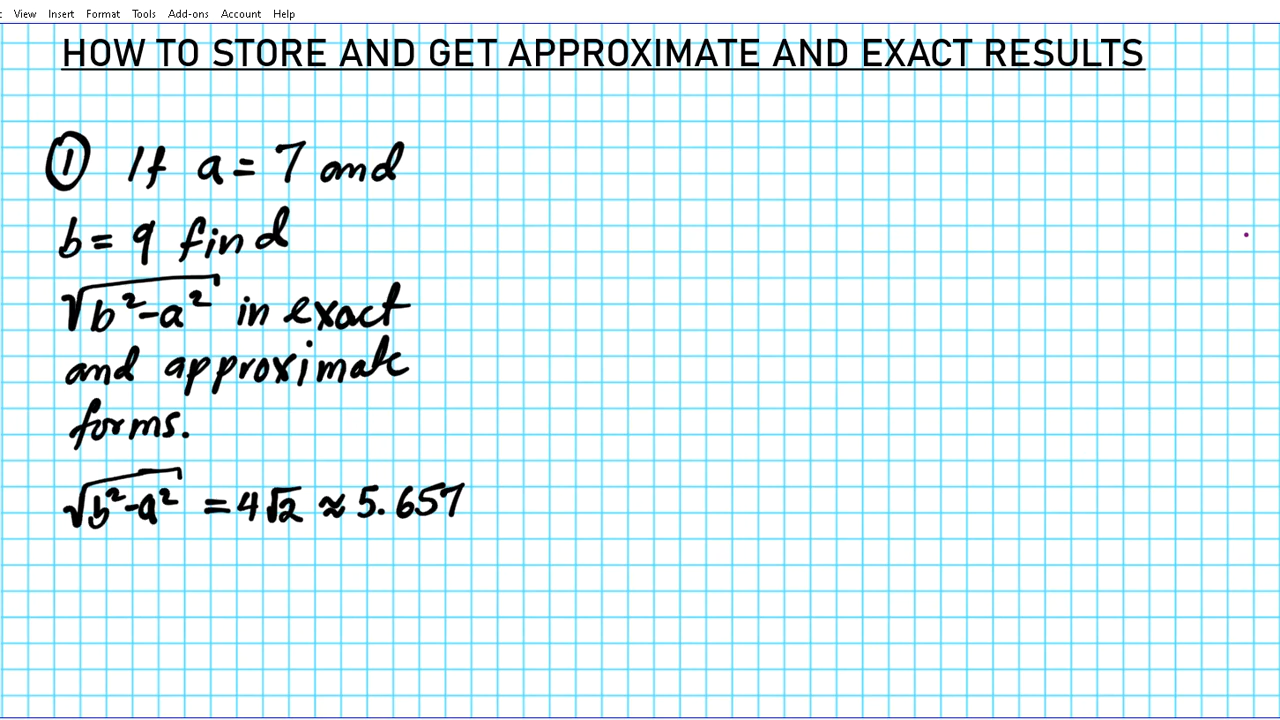 View Insert Format Tools Add-ons Account Help
HOW TO STORE AND GET APPROXIMATE AND EXACT RESULTS
① If a = 7 and
b = 9 find
√(b²-a²) in exact
and approximate
forms.
√(b²-a²) = 4√2 ≈ 5.657